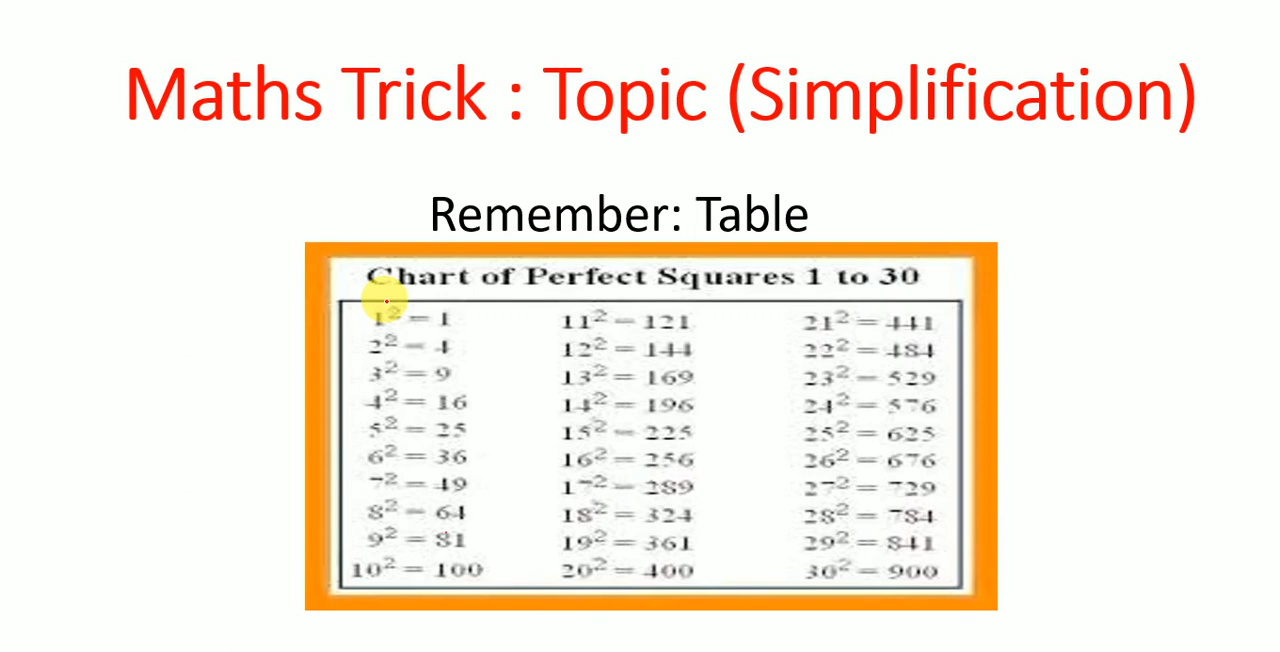 Maths Trick : Topic (Simplification)
Remember: Table
Chart of Perfect Squares 1 to 30
1² = 1 11² = 121 21² = 441
2² = 4 12² = 144 22² = 484
3² = 9 13² = 169 23² = 529
4² = 16 14² = 196 24² = 576
5² = 25 15² = 225 25² = 625
6² = 36 16² = 256 26² = 676
7² = 49 17² = 289 27² = 729
8² = 64 18² = 324 28² = 784
9² = 81 19² = 361 29² = 841
10² = 100 20² = 400 30² = 900